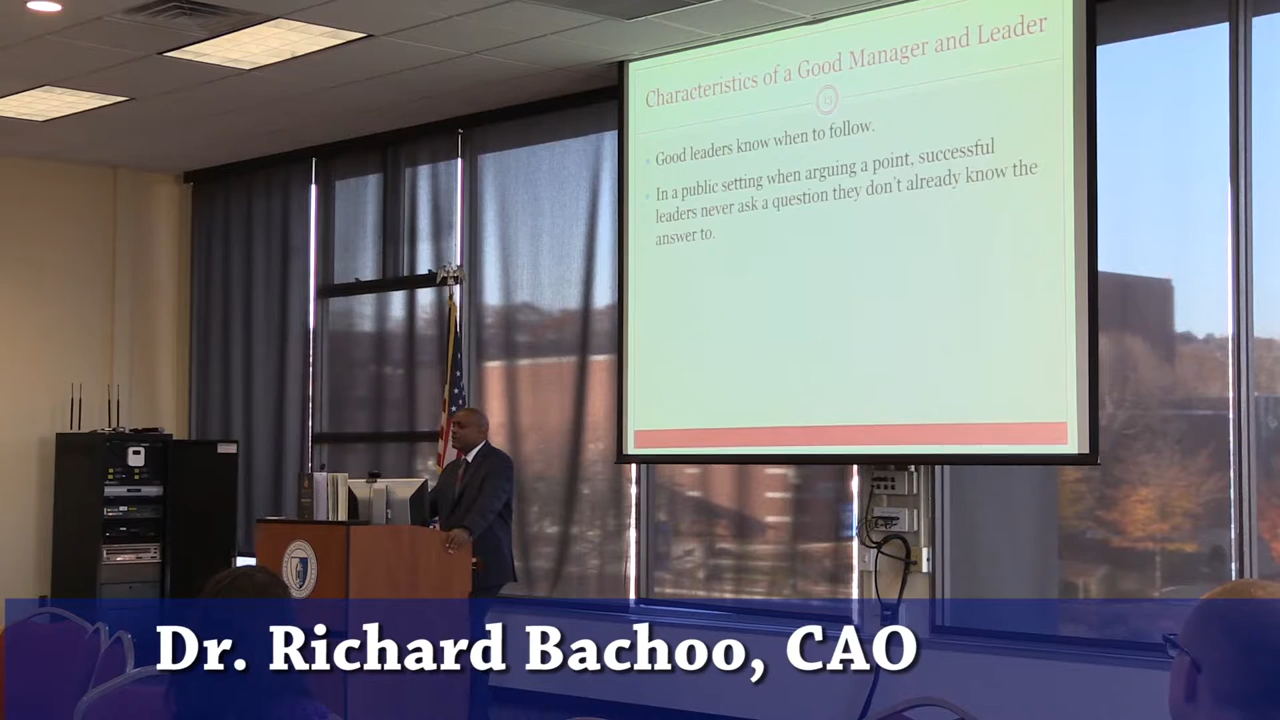 Characteristics of a Good Manager and Leader
13
Good leaders know when to follow.
In a public setting when arguing a point, successful
leaders never ask a question they don't already know the
answer to.
Dr. Richard Bachoo, CAO